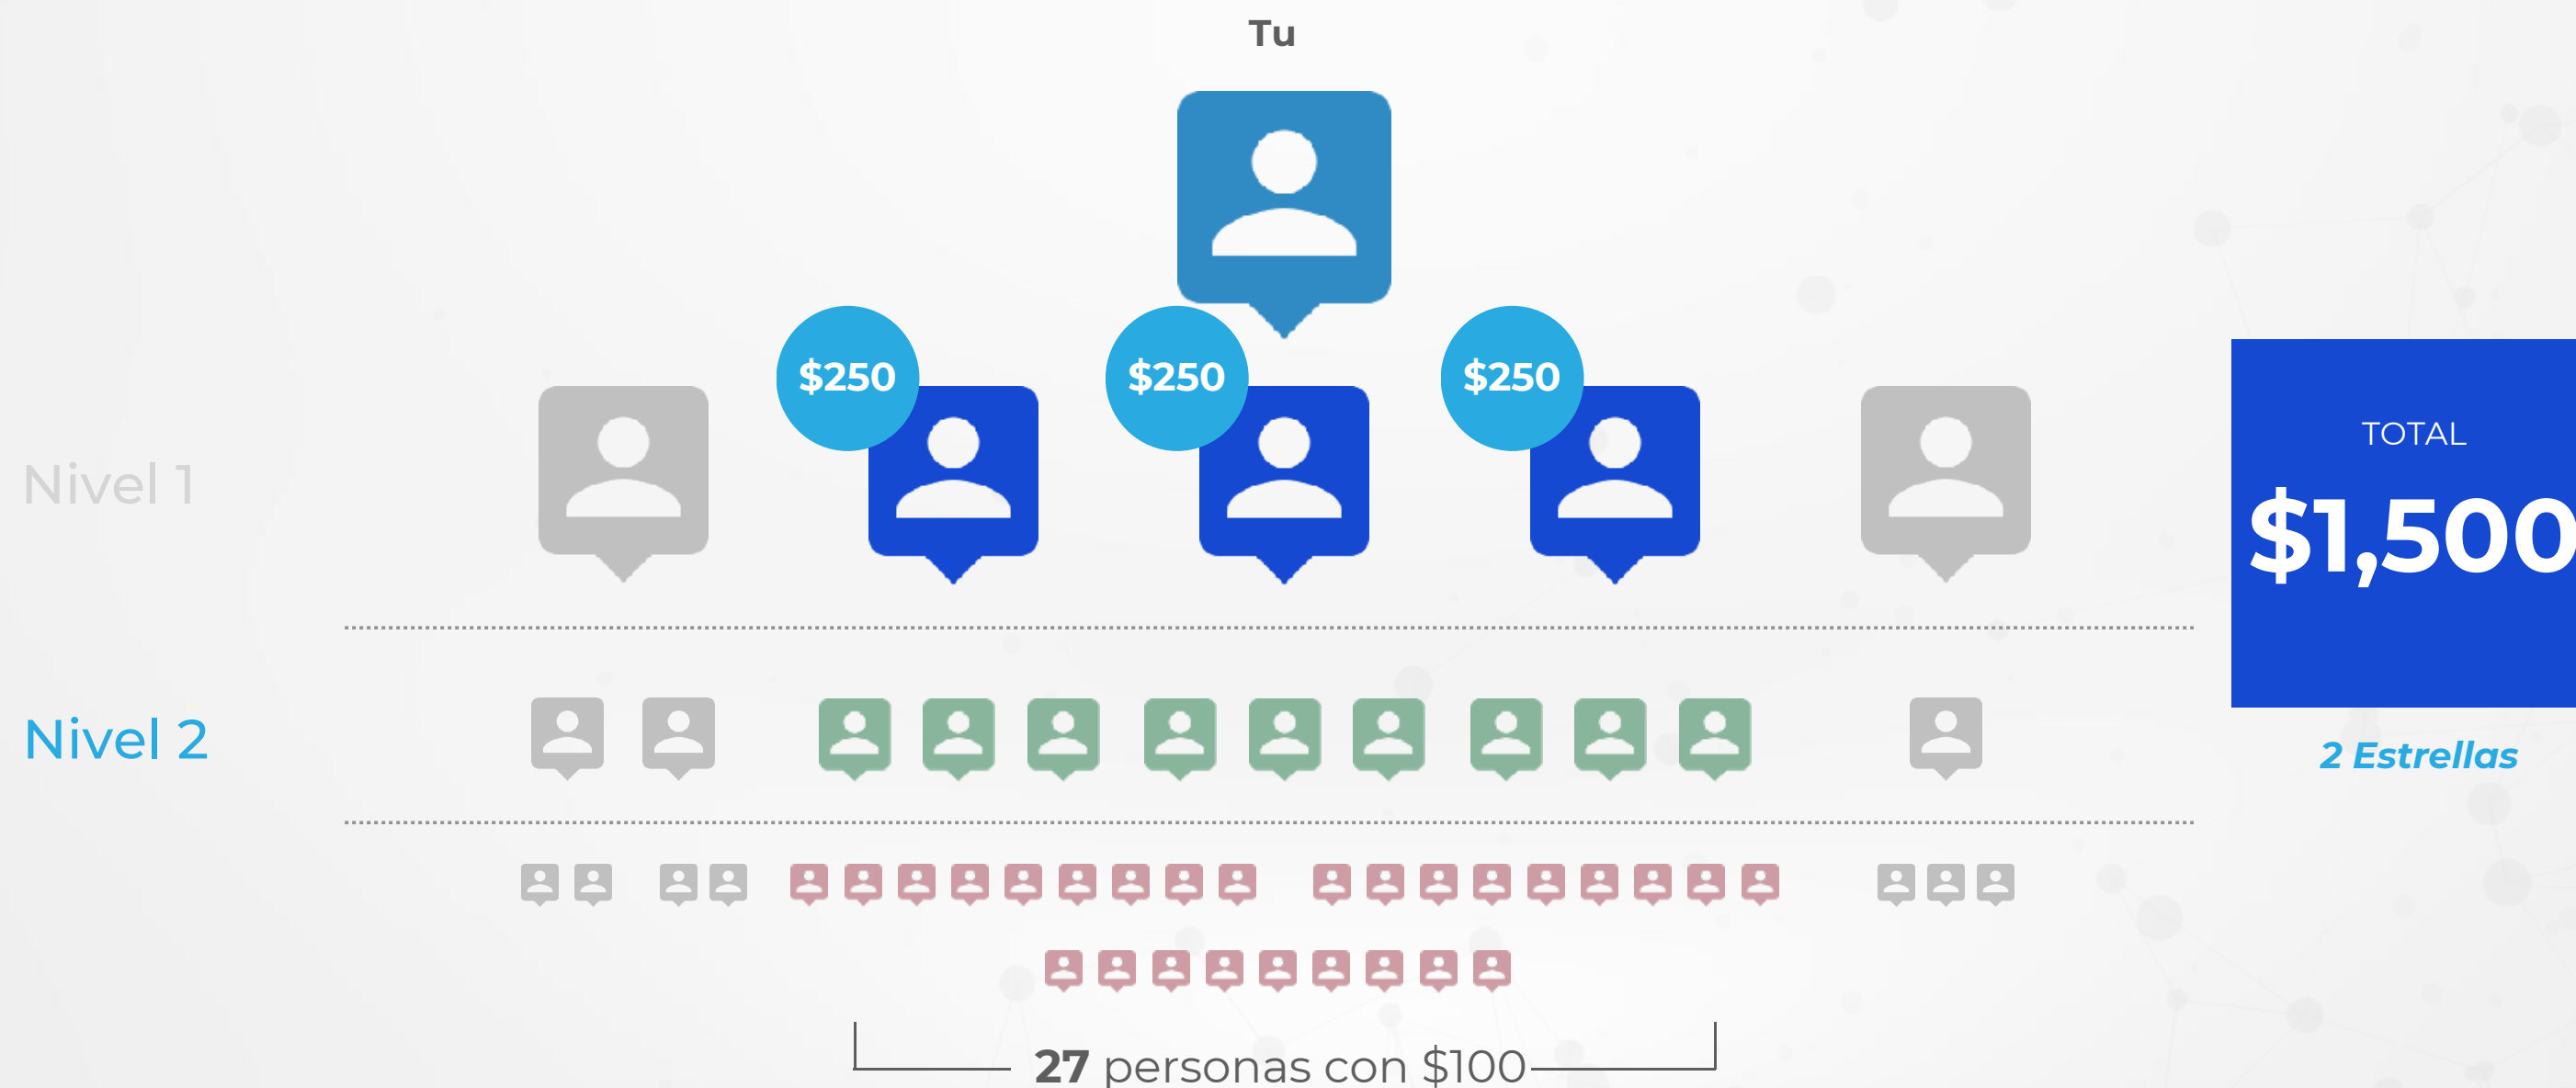 Tu
$250
$250
$250
Nivel 1
TOTAL
$1,500
Nivel 2
2 Estrellas
27 personas con $100